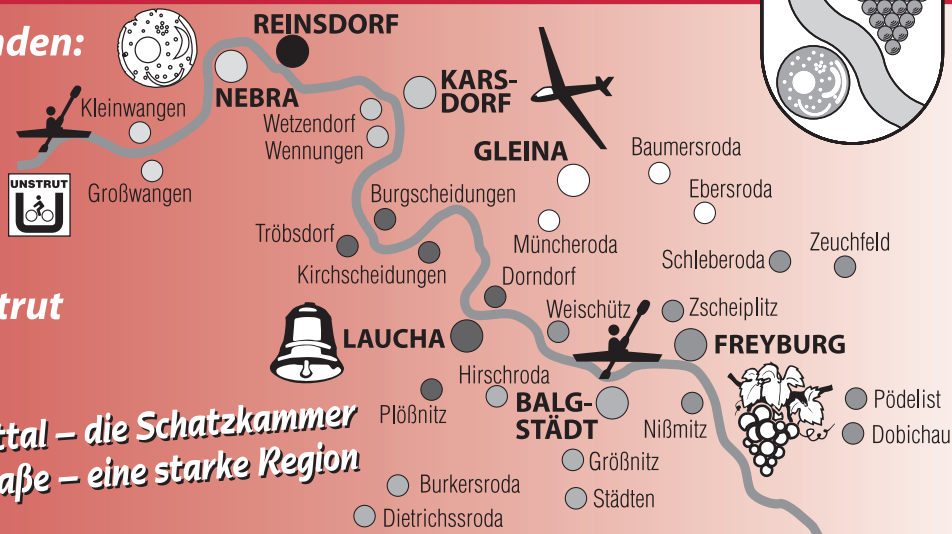 nden:
REINSDORF
NEBRA
KARS-
DORF
Kleinwangen
Wetzendorf
Wennungen
GLEINA
Baumersroda
Großwangen
UNSTRUT
Ebersroda
Burgscheidungen
Müncheroda
Tröbsdorf
Zeuchfeld
Schleberoda
Kirchscheidungen
Dorndorf
trut
Weischütz
Zscheiplitz
LAUCHA
FREYBURG
Hirschroda
Plößnitz
BALG-
STÄDT
Nißmitz
Pödelist
Dobichau
ttal – die Schatzkammer
aße – eine starke Region
Größnitz
Burkersroda
Städten
Dietrichssroda